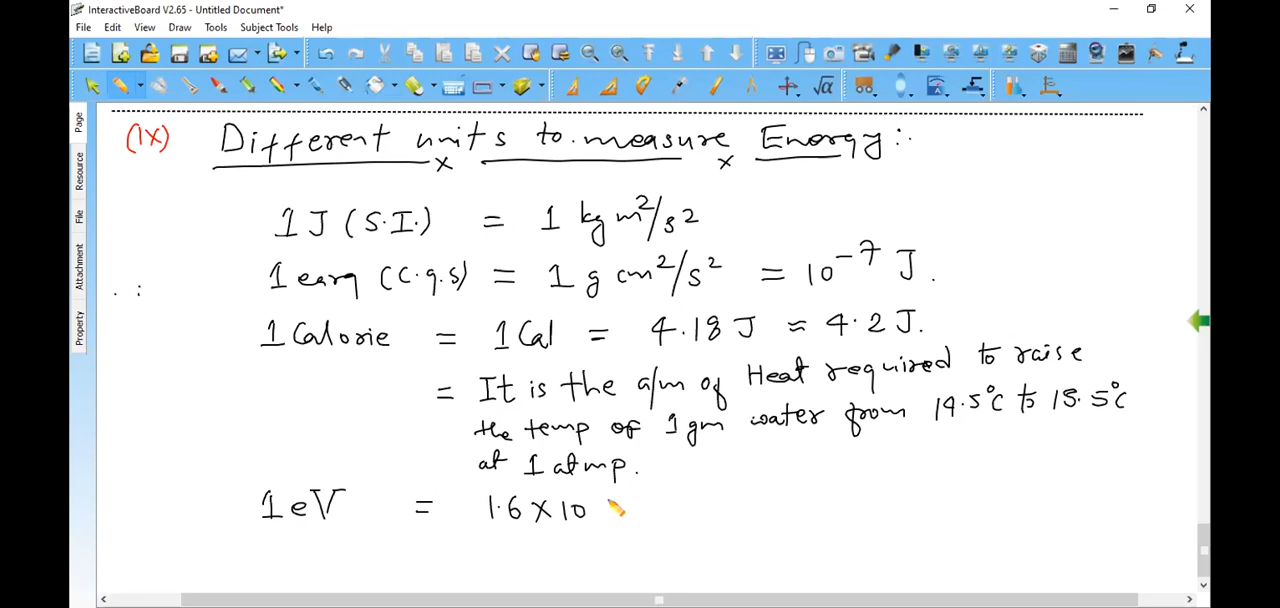 InteractiveBoard V2.65 - Untitled Document*
File Edit View Draw Tools Subject Tools Help
Page
Resource
File
Attachment
Property
(IX) Different units to measure Energy :
1 J (S.I.) = 1 kg m²/s²
1 earg (C.g.s) = 1 g cm²/s² = 10⁻⁷ J.
1 Calorie = 1 Cal = 4.18 J ≈ 4.2 J.
= It is the a/m of Heat required to raise
the temp of 1 gm water from 14.5°C to 15.5°C
at 1 atmp.
1 eV = 1.6 × 10